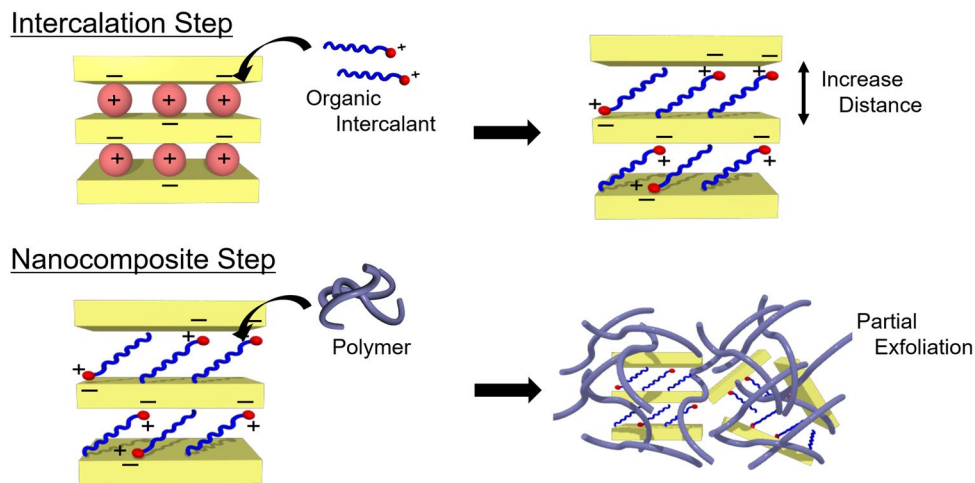 Intercalation Step
Organic
Intercalant
Increase
Distance
Nanocomposite Step
Polymer
Partial
Exfoliation